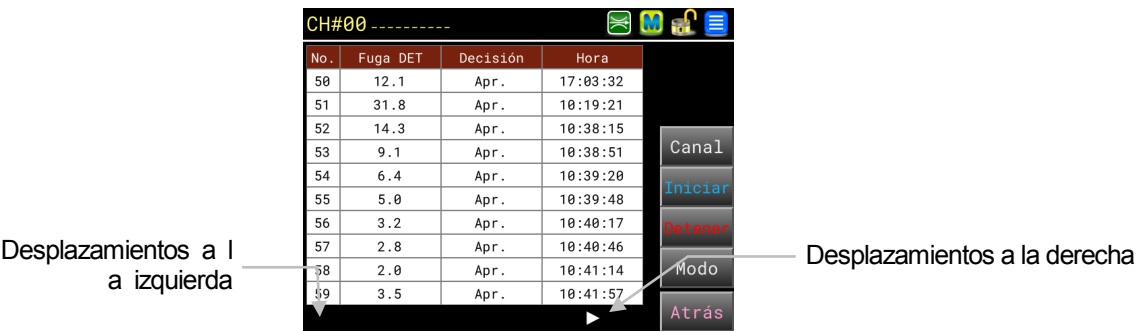 CH#00 ----------
M
No. Fuga DET Decisión Hora
50 12.1 Apr. 17:03:32
51 31.8 Apr. 10:19:21
52 14.3 Apr. 10:38:15
53 9.1 Apr. 10:38:51
54 6.4 Apr. 10:39:20
55 5.0 Apr. 10:39:48
56 3.2 Apr. 10:40:17
57 2.8 Apr. 10:40:46
58 2.0 Apr. 10:41:14
59 3.5 Apr. 10:41:57
Canal
Iniciar
Detener
Modo
Atrás
Desplazamientos a l
a izquierda
Desplazamientos a la derecha